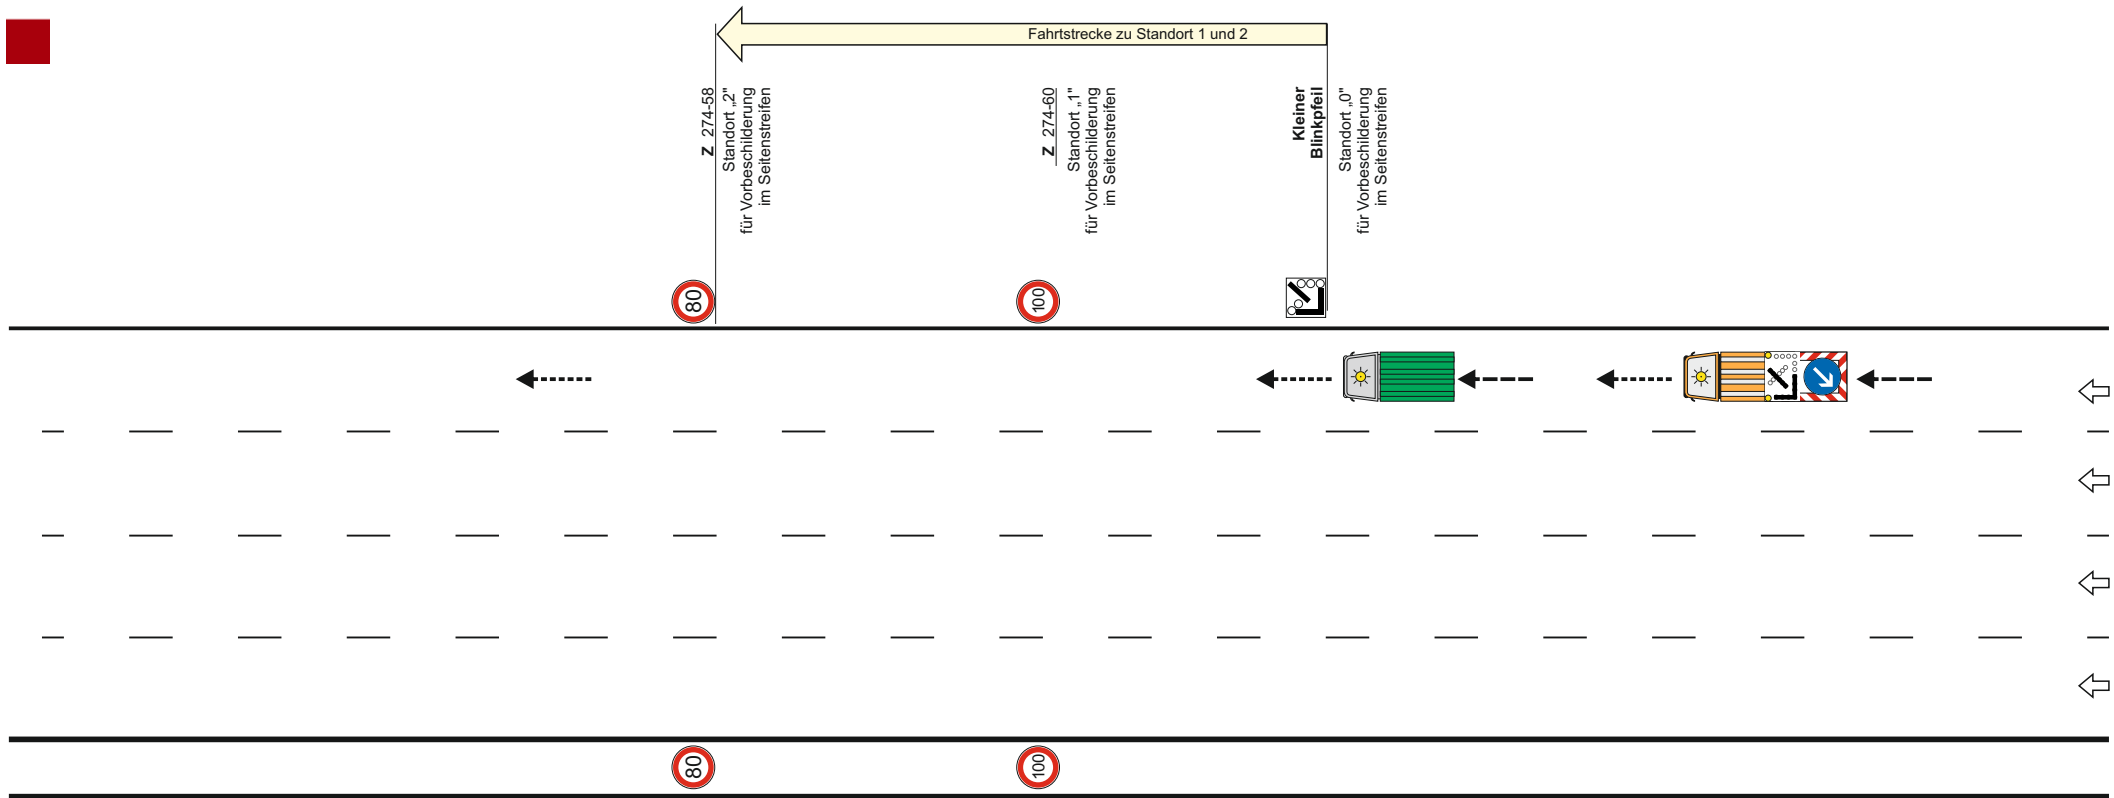 Fahrtstrecke zu Standort 1 und 2
Z 274-58
Standort „2"
für Vorbeschilderung
im Seitenstreifen
Z 274-60
Standort „1"
für Vorbeschilderung
im Seitenstreifen
Kleiner
Blinkpfeil
Standort „0"
für Vorbeschilderung
im Seitenstreifen
80
100
80
100